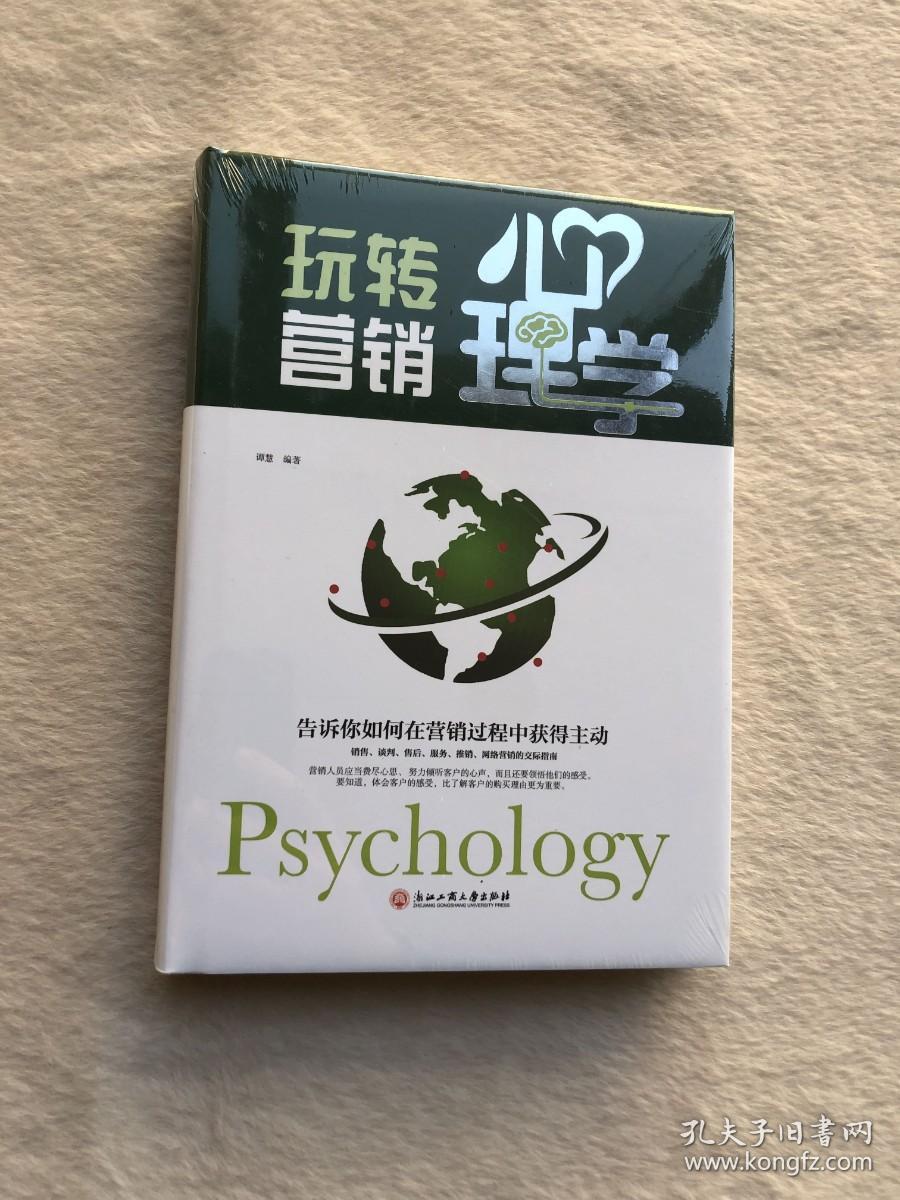 玩转
营销
心理学
谭慧 编著
告诉你如何在营销过程中获得主动
销售、谈判、售后、服务、推销、网络营销的交际指南
营销人员应当费尽心思、努力倾听客户的心声，而且还要领悟他们的感受。
要知道，体会客户的感受，比了解客户的购买理由更为重要。
Psychology
浙江工商大学出版社
ZHEJIANG GONGSHANG UNIVERSITY PRESS
孔夫子旧書网
www.kongfz.com